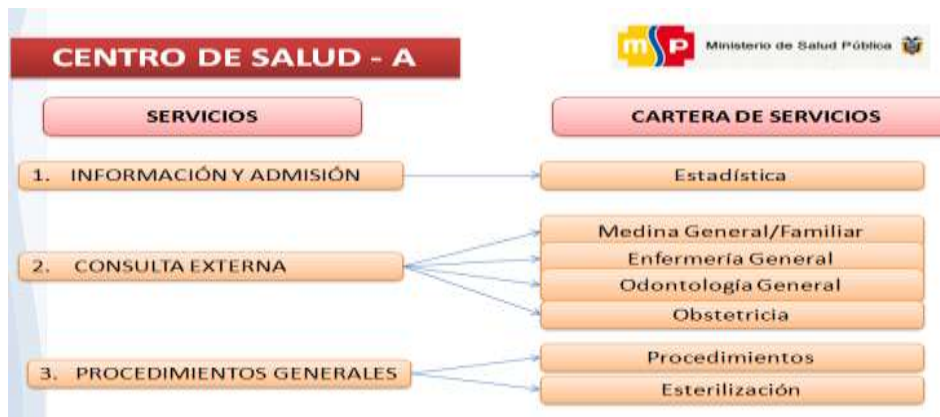 CENTRO DE SALUD - A
msp Ministerio de Salud Pública
SERVICIOS
CARTERA DE SERVICIOS
1. INFORMACIÓN Y ADMISIÓN
Estadística
2. CONSULTA EXTERNA
Medina General/Familiar
Enfermería General
Odontología General
Obstetricia
3. PROCEDIMIENTOS GENERALES
Procedimientos
Esterilización